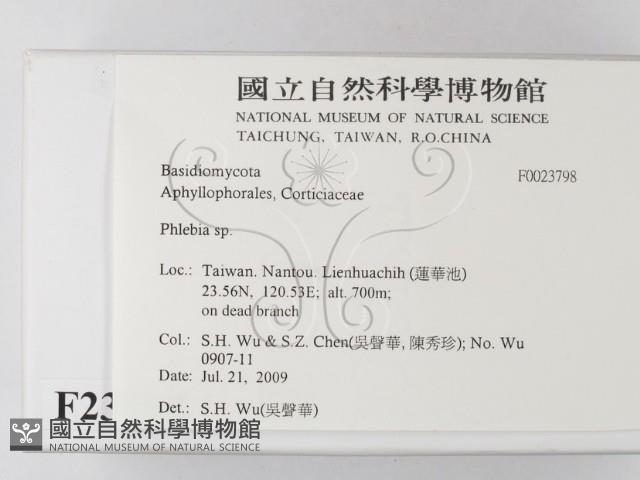 國立自然科學博物館
NATIONAL MUSEUM OF NATURAL SCIENCE
TAICHUNG, TAIWAN, R.O.CHINA
Basidiomycota
F0023798
Aphyllophorales, Corticiaceae
Phlebia sp.
Loc.: Taiwan. Nantou. Lienhuachih (蓮華池)
23.56N, 120.53E; alt. 700m;
on dead branch
Col.: S.H. Wu & S.Z. Chen(吳聲華, 陳秀珍); No. Wu
0907-11
Date: Jul. 21, 2009
Det.: S.H. Wu(吳聲華)
F23
國立自然科學博物館
NATIONAL MUSEUM OF NATURAL SCIENCE